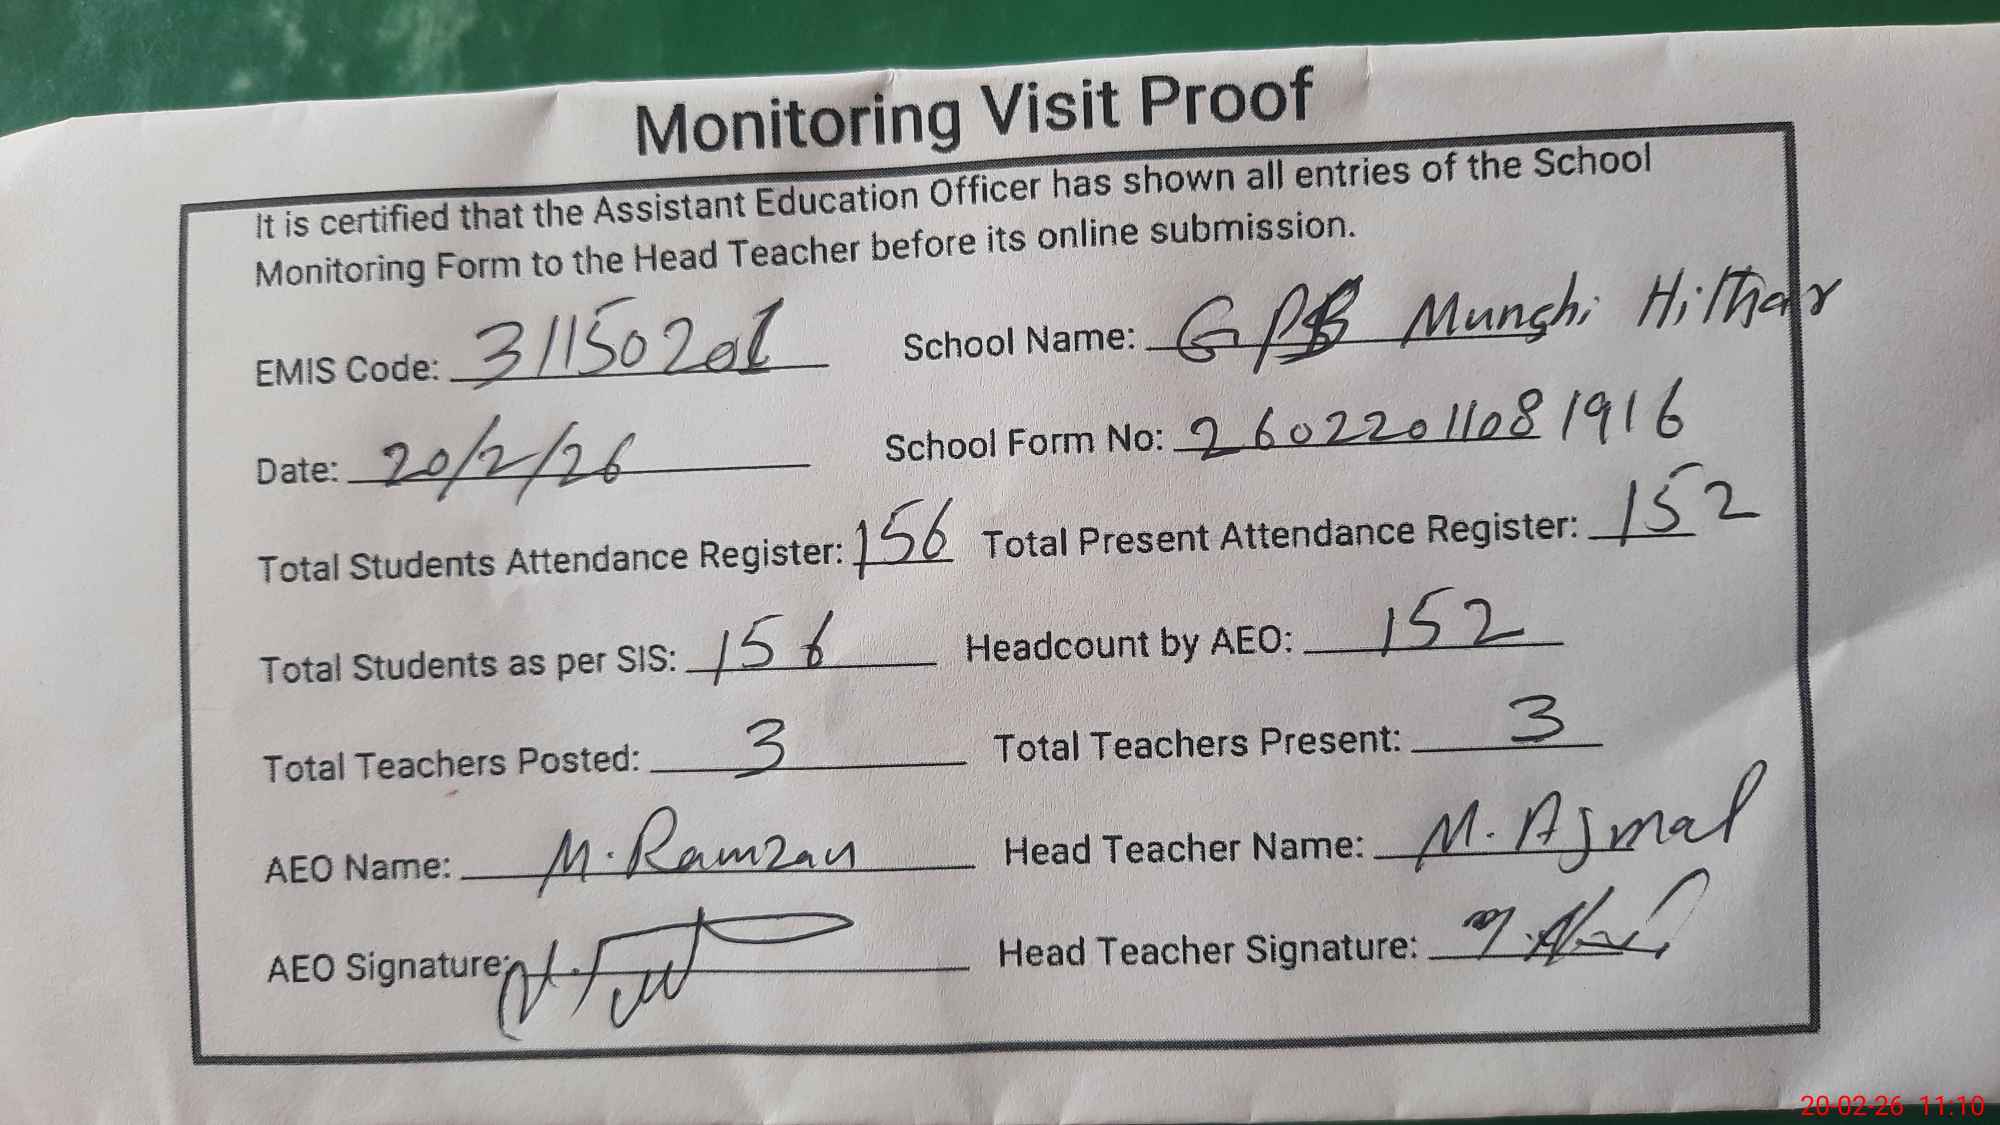 Monitoring Visit Proof
It is certified that the Assistant Education Officer has shown all entries of the School
Monitoring Form to the Head Teacher before its online submission.
EMIS Code: 31150201 School Name: GPS Munshi Hithar
Date: 20/2/26 School Form No: 2602201108 1916
Total Students Attendance Register: 156 Total Present Attendance Register: 152
Total Students as per SIS: 156 Headcount by AEO: 152
Total Teachers Posted: 3 Total Teachers Present: 3
AEO Name: M. Ramzan Head Teacher Name: M. Ajmal
AEO Signature: Head Teacher Signature:
20-02-26 11:10